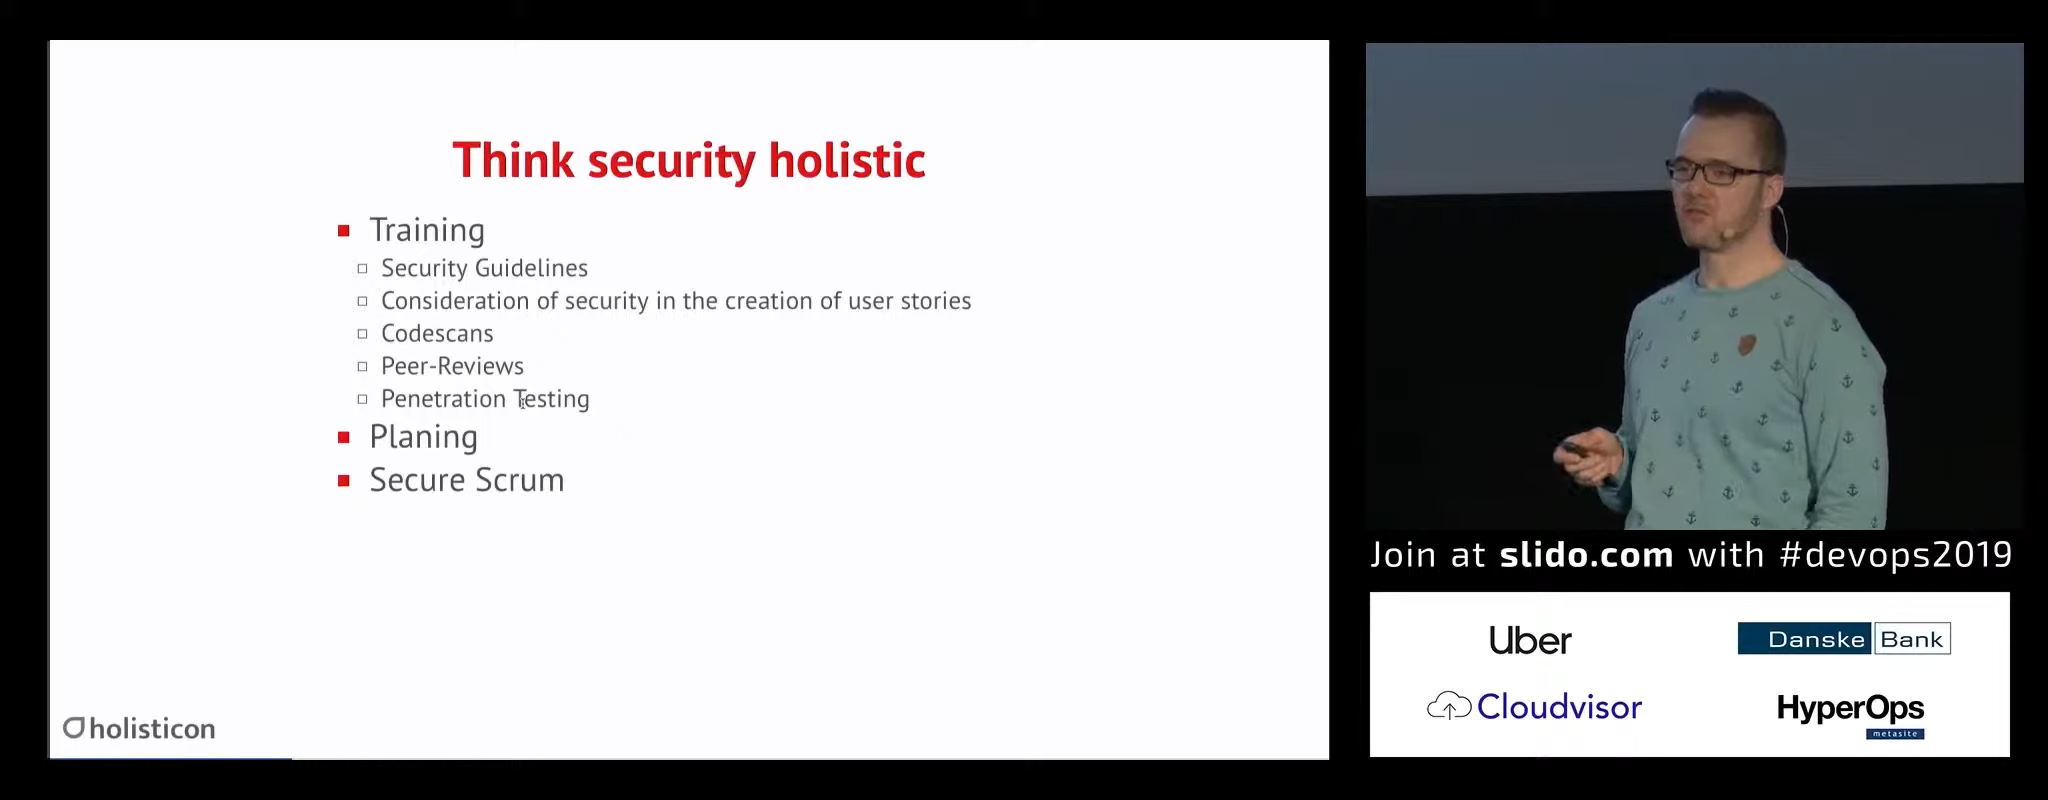 Think security holistic
Training
Security Guidelines
Consideration of security in the creation of user stories
Codescans
Peer-Reviews
Penetration Testing
Planing
Secure Scrum
holisticon
Join at slido.com with #devops2019
Uber
Danske Bank
Cloudvisor
HyperOps
metasite